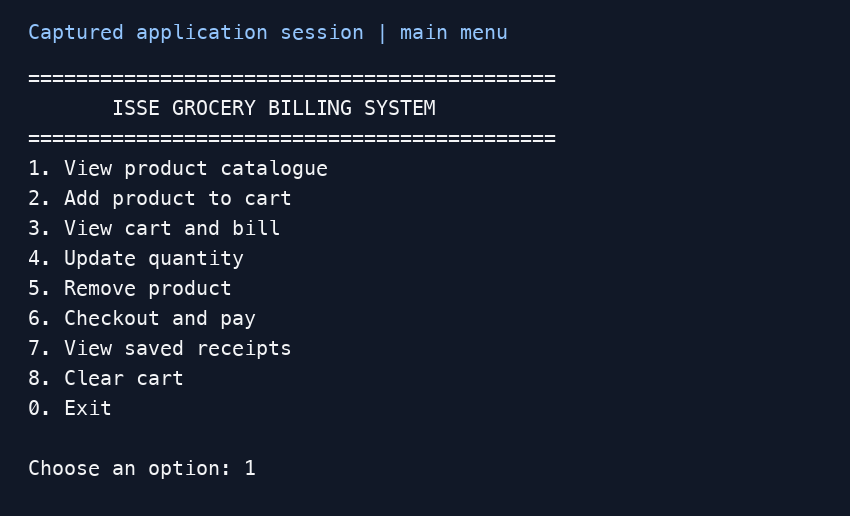 Captured application session | main menu
============================================
ISSE GROCERY BILLING SYSTEM
============================================
1. View product catalogue
2. Add product to cart
3. View cart and bill
4. Update quantity
5. Remove product
6. Checkout and pay
7. View saved receipts
8. Clear cart
0. Exit
Choose an option: 1